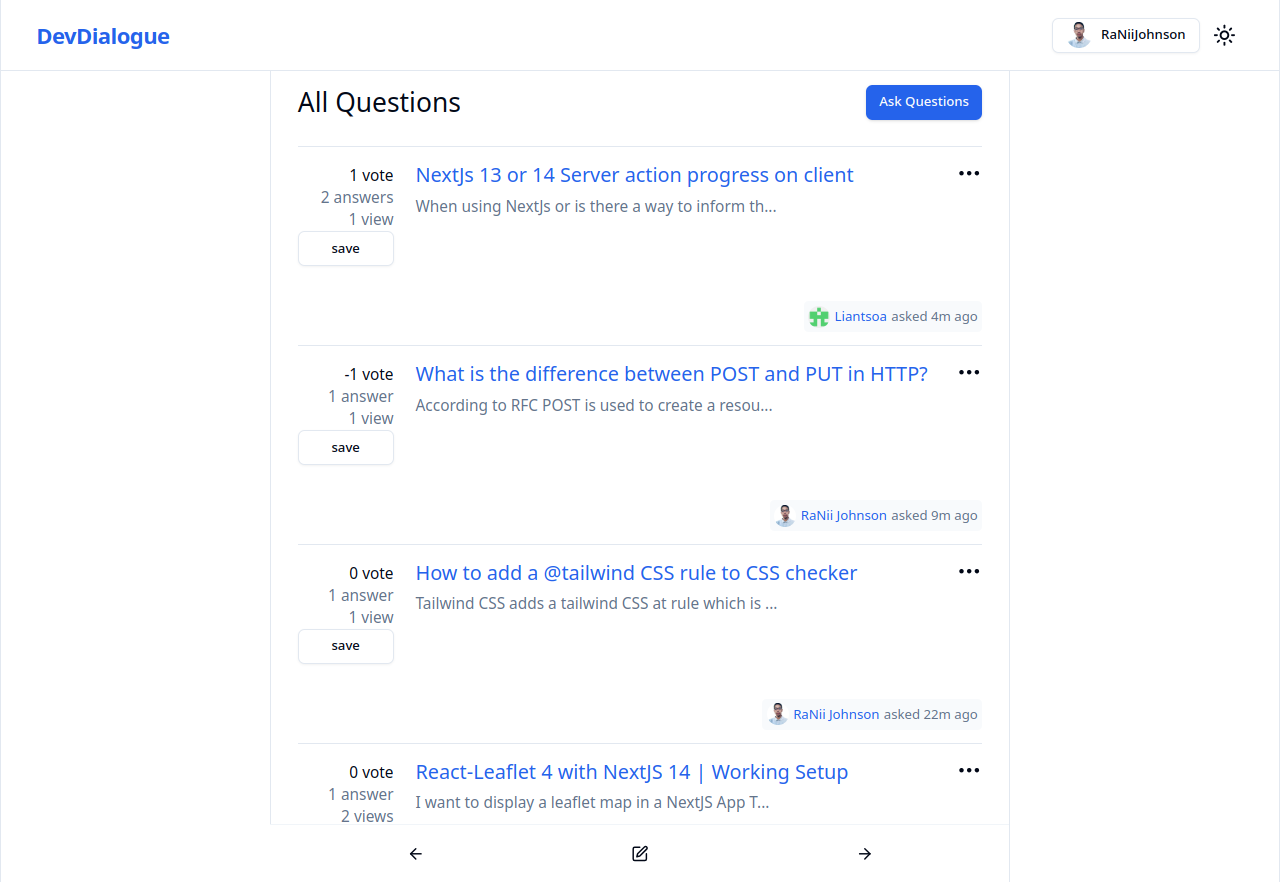 DevDialogue
RaNiiJohnson
All Questions
Ask Questions
1 vote
2 answers
1 view
save
NextJs 13 or 14 Server action progress on client
When using NextJs or is there a way to inform th...
Liantsoa asked 4m ago
-1 vote
1 answer
1 view
save
What is the difference between POST and PUT in HTTP?
According to RFC POST is used to create a resou...
RaNii Johnson asked 9m ago
0 vote
1 answer
1 view
save
How to add a @tailwind CSS rule to CSS checker
Tailwind CSS adds a tailwind CSS at rule which is ...
RaNii Johnson asked 22m ago
0 vote
1 answer
2 views
React-Leaflet 4 with NextJS 14 | Working Setup
I want to display a leaflet map in a NextJS App T...